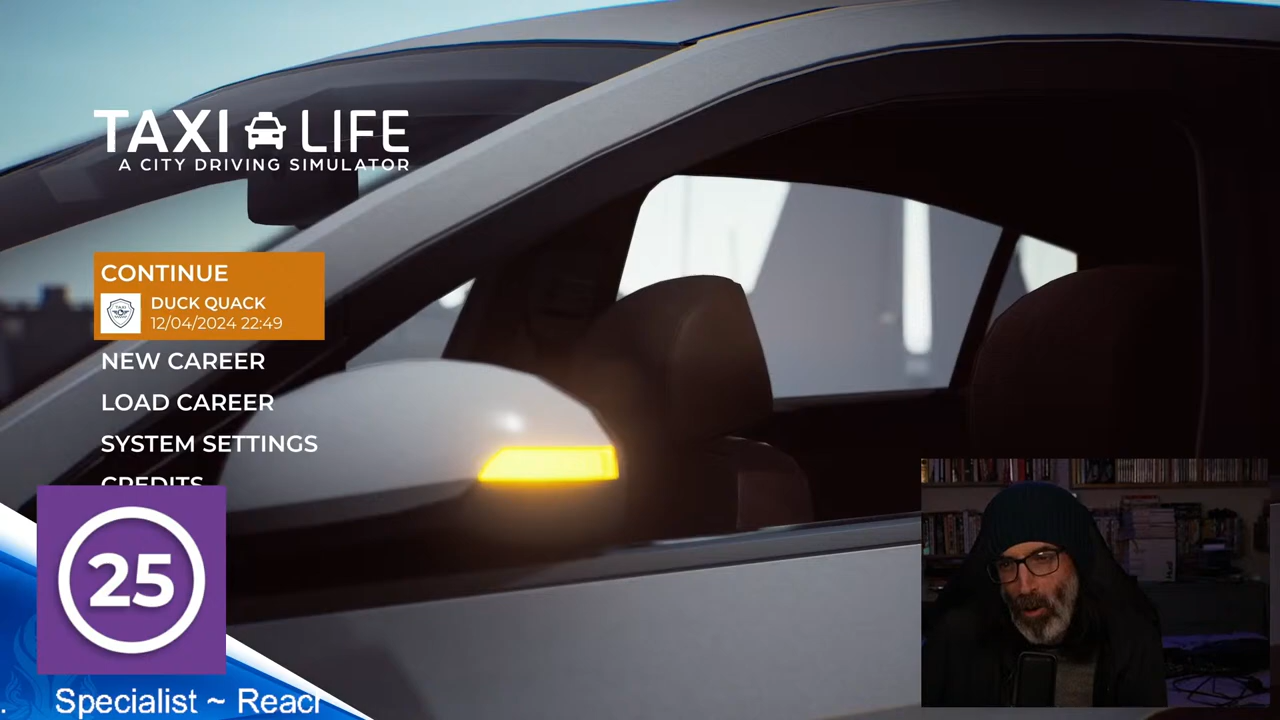 TAXI LIFE
A CITY DRIVING SIMULATOR
CONTINUE
DUCK QUACK
12/04/2024 22:49
NEW CAREER
LOAD CAREER
SYSTEM SETTINGS
CREDITS
25
. Specialist ~ Reac